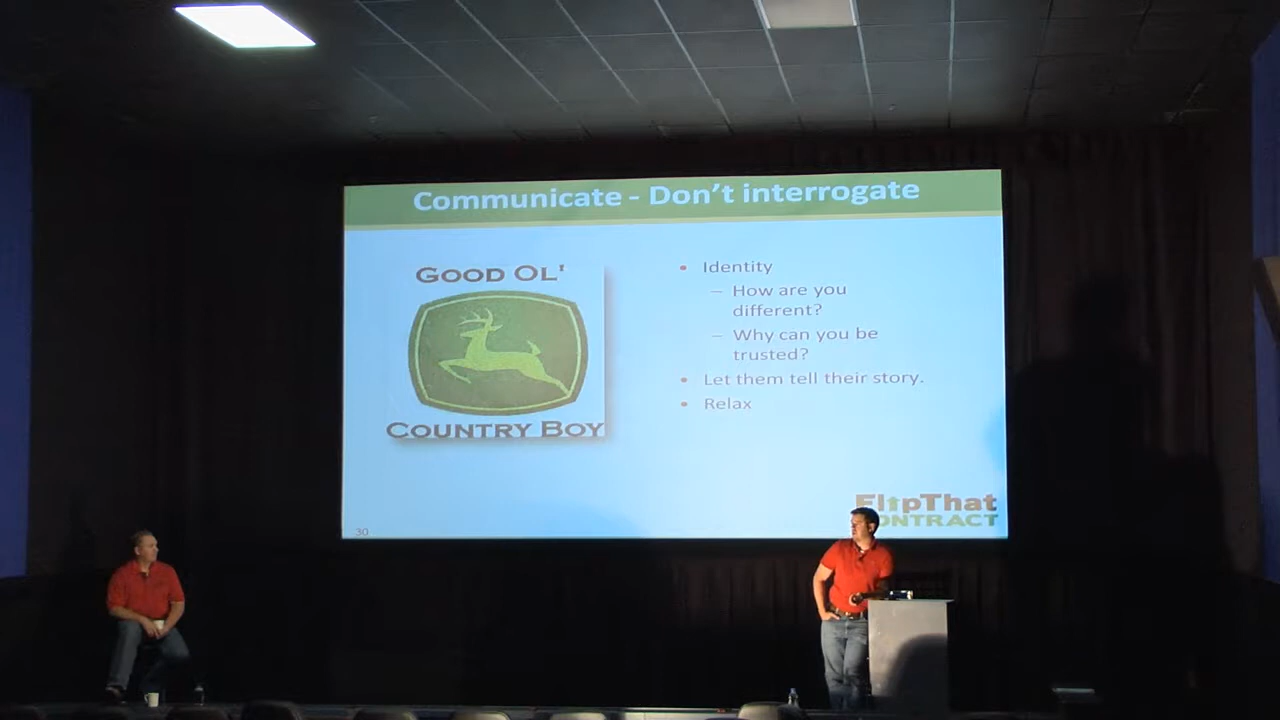 Communicate - Don't interrogate
GOOD OL'
COUNTRY BOY
• Identity
– How are you
different?
– Why can you be
trusted?
• Let them tell their story.
• Relax
FlipThat
CONTRACT
30